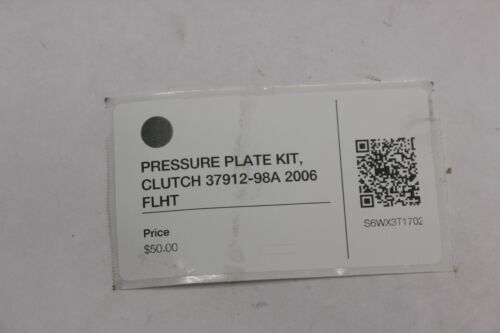 PRESSURE PLATE KIT,
CLUTCH 37912-98A 2006
FLHT
Price
$50.00
S6WX3T1702